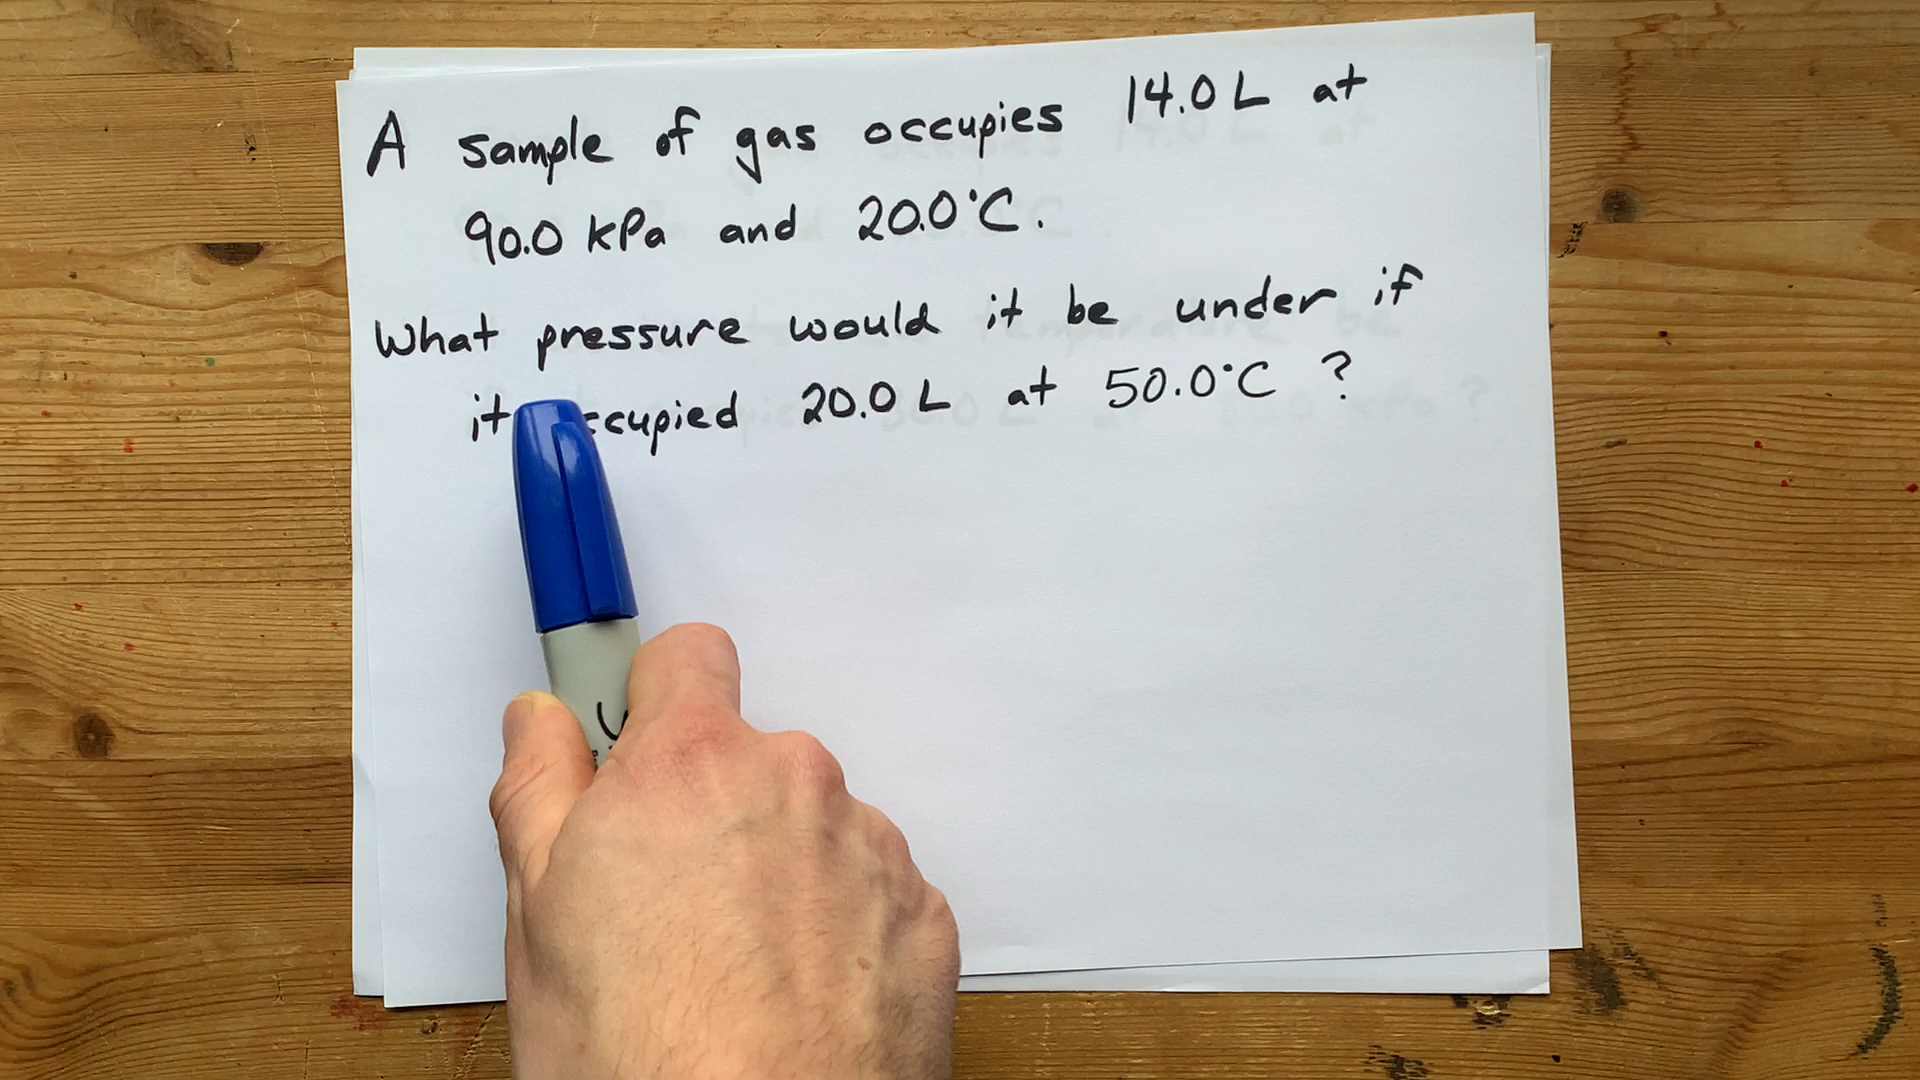 A sample of gas occupies 14.0 L at
90.0 kPa and 20.0°C.
What pressure would it be under if
it 20.0 L at 50.0°C ?